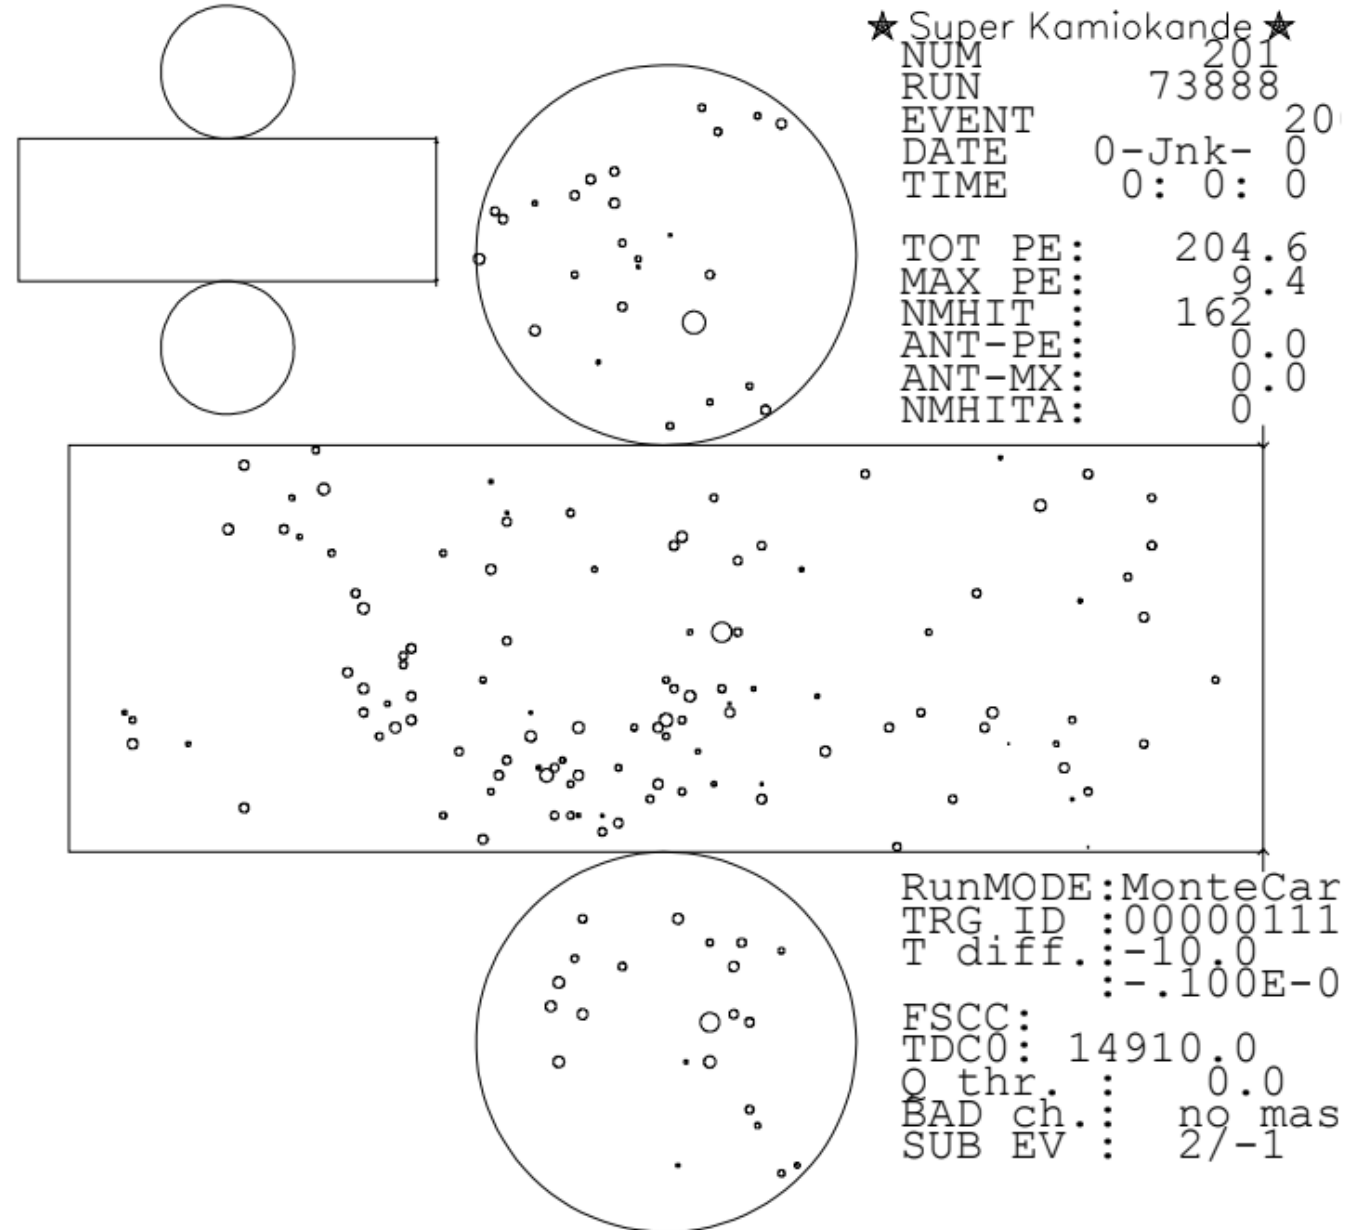 Super Kamiokande
NUM 201
RUN 73888
EVENT 20
DATE 0-Jnk- 0
TIME 0: 0: 0
TOT PE: 204.6
MAX PE: 9.4
NMHIT : 162
ANT-PE: 0.0
ANT-MX: 0.0
NMHITA: 0
RunMODE:MonteCar
TRG ID :00000111
T diff.:-10.0
:-.100E-0
FSCC:
TDC0: 14910.0
Q thr. : 0.0
BAD ch.: no mas
SUB EV : 2/-1